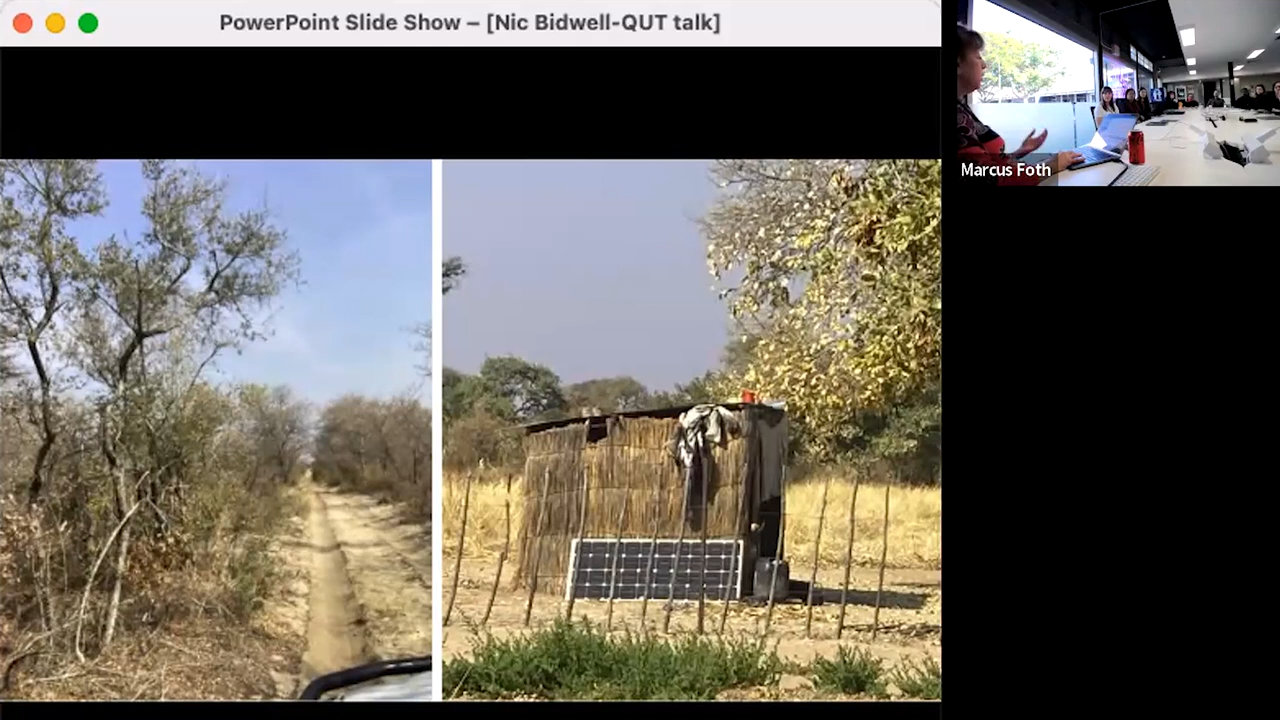 PowerPoint Slide Show – [Nic Bidwell-QUT talk]
Marcus Foth